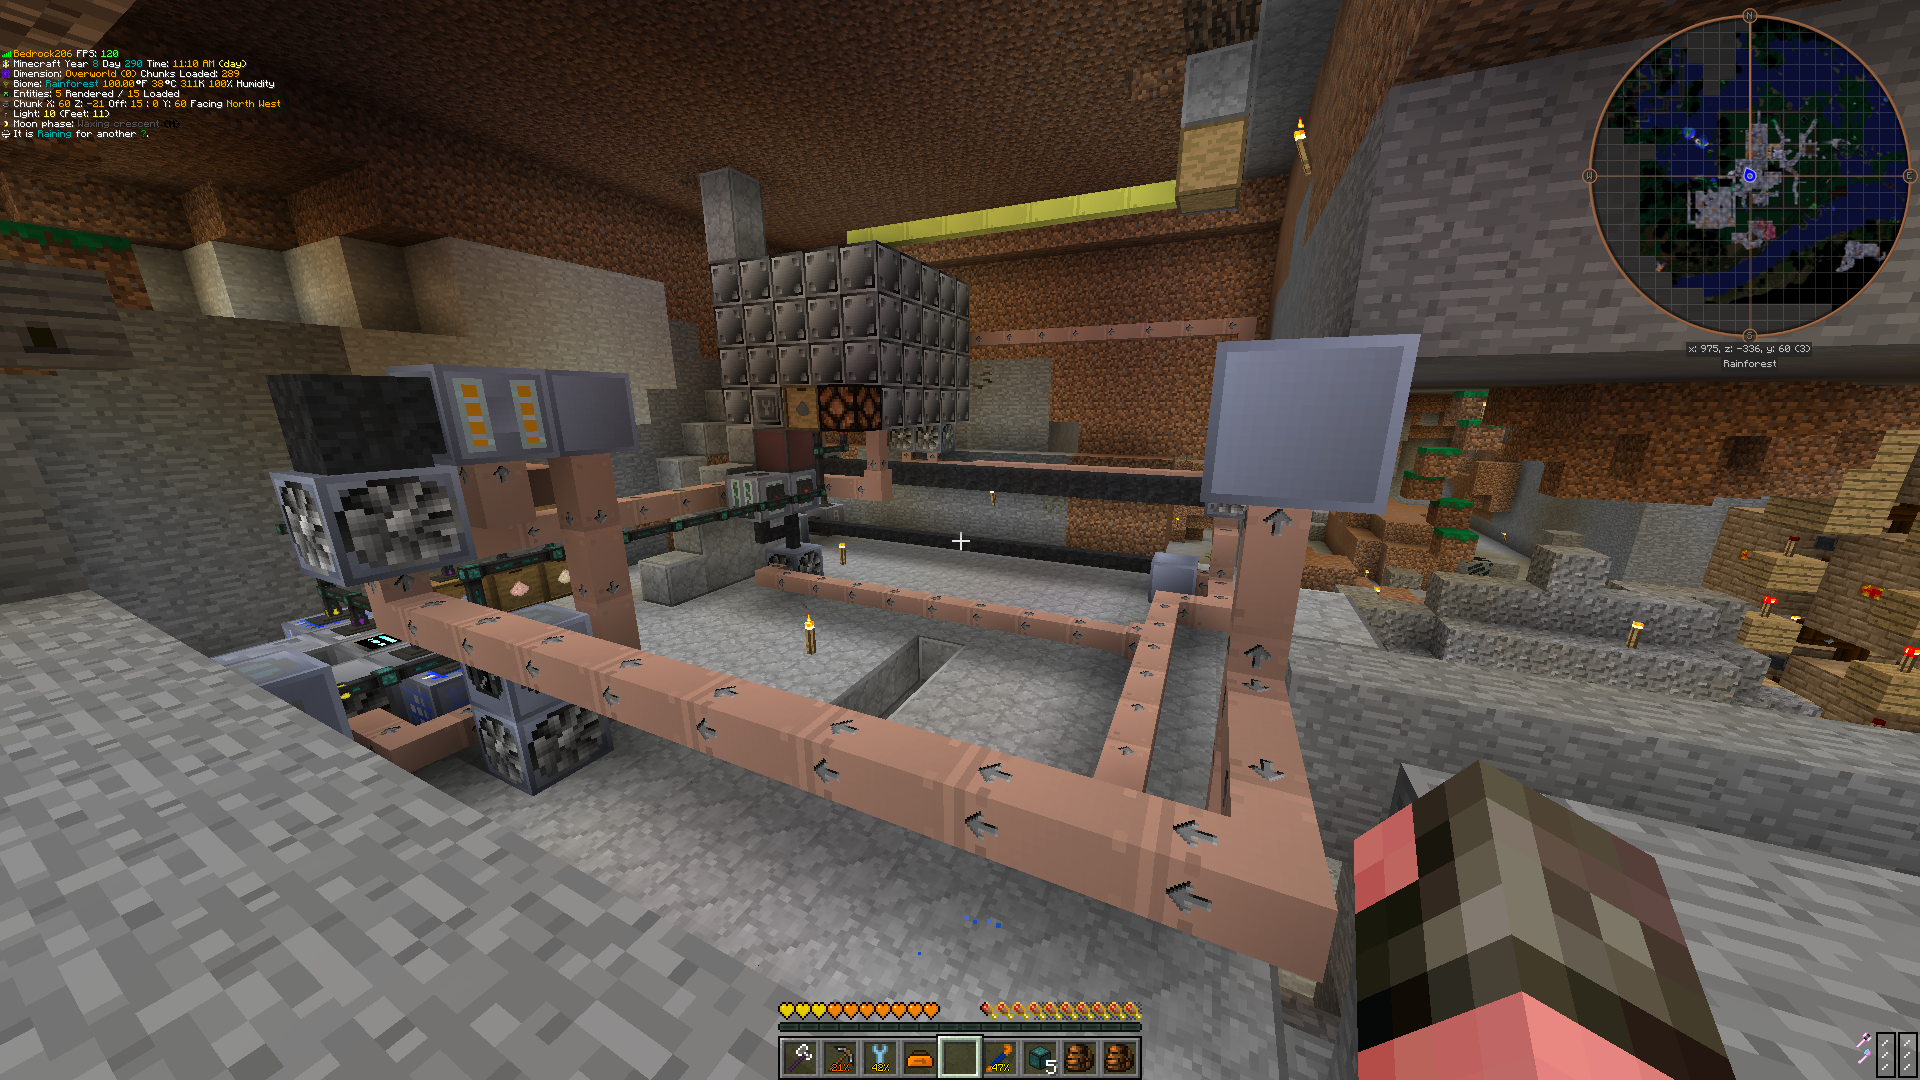 Bedrock206 FPS: 120
Minecraft Year 8 Day 290 Time: 11:10 AM (day)
Dimension: Overworld (0) Chunks Loaded: 289
Biome: Rainforest 100.00°F 38°C 311K 100% Humidity
Entities: 5 Rendered / 15 Loaded
Chunk X: 60 Z: -21 Off: 15 : 0 Y: 60 Facing North West
Light: 10 (Feet: 11)
Moon phase: Waxing crescent
It is Raining for another ?.
N
W
E
S
x: 975, z: -336, y: 60 (3)
Rainforest
21%
42%
47%
5